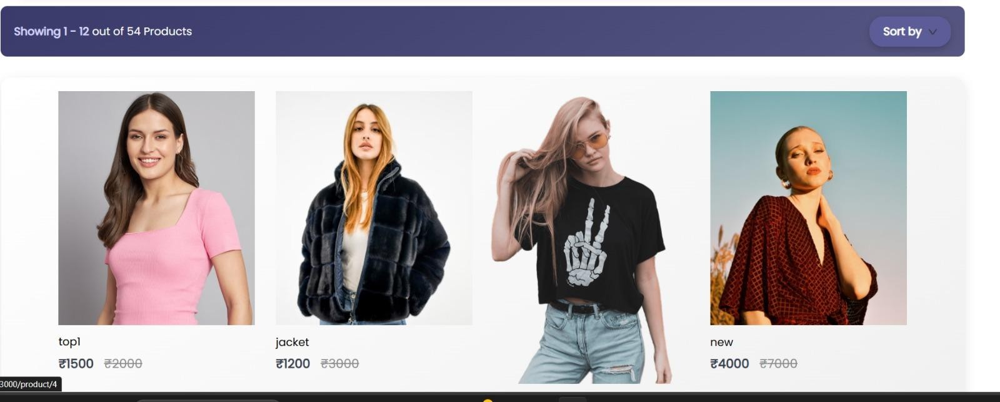 Showing 1 - 12 out of 54 Products
Sort by
top1
₹1500 ₹2000
jacket
₹1200 ₹3000
new
₹4000 ₹7000
3000/product/4